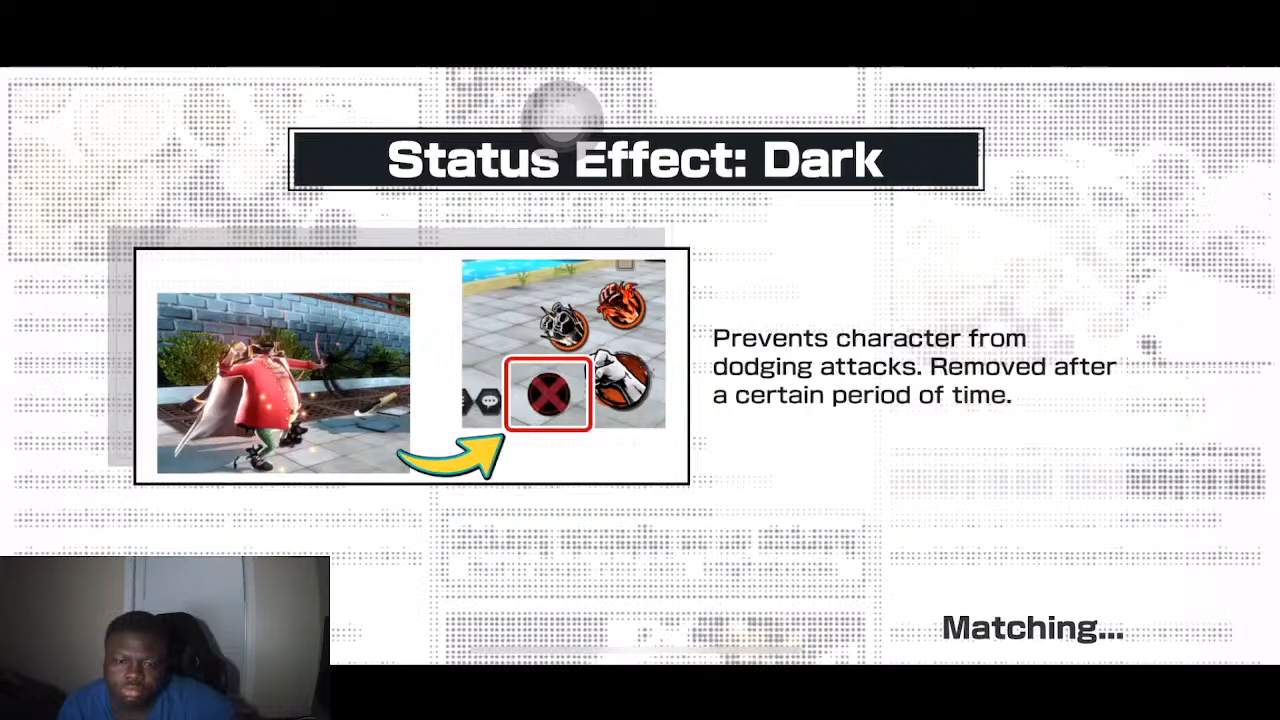 Status Effect: Dark
Prevents character from
dodging attacks. Removed after
a certain period of time.
Matching...